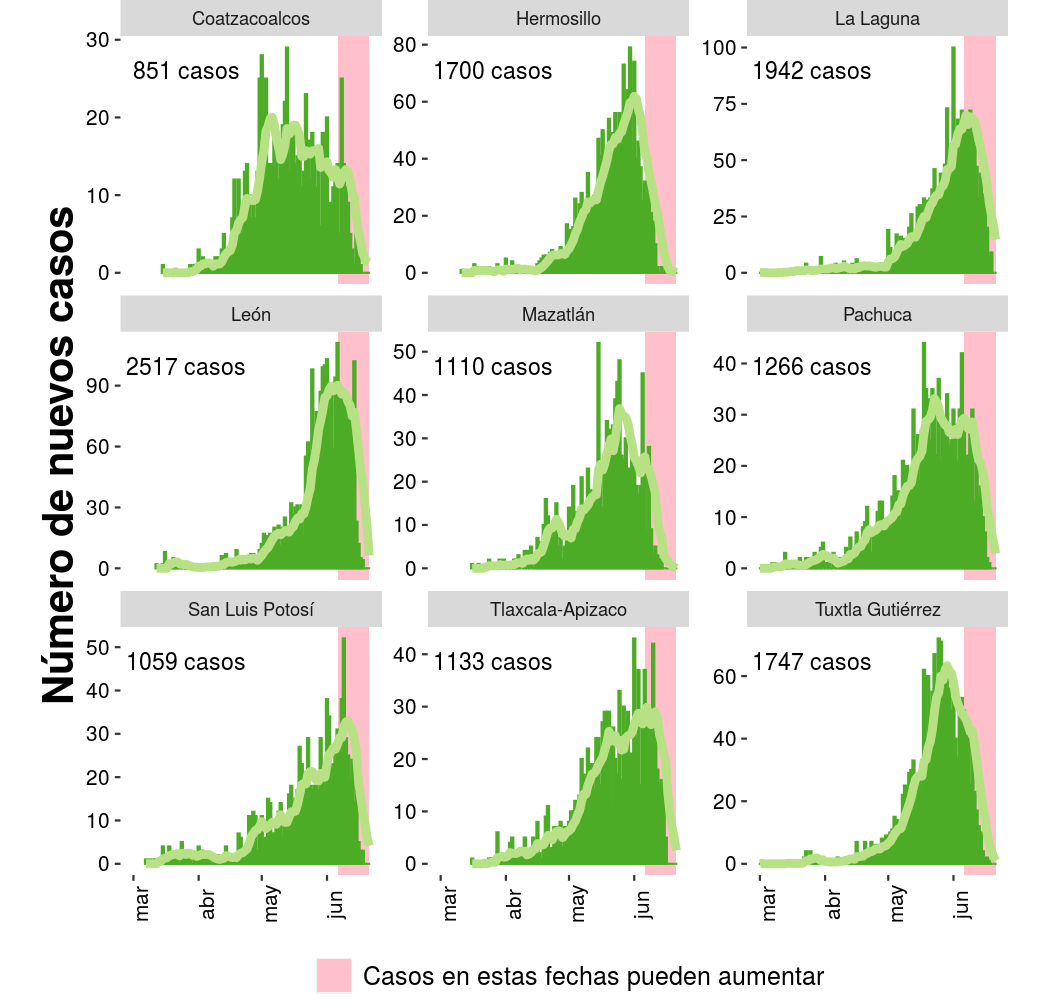 Número de nuevos casos
Coatzacoalcos
851 casos
30
20
10
0
Hermosillo
1700 casos
80
60
40
20
0
La Laguna
1942 casos
100
75
50
25
0
León
2517 casos
90
60
30
0
Mazatlán
1110 casos
50
40
30
20
10
0
Pachuca
1266 casos
40
30
20
10
0
San Luis Potosí
1059 casos
50
40
30
20
10
0
mar abr may jun
Tlaxcala-Apizaco
1133 casos
40
30
20
10
0
mar abr may jun
Tuxtla Gutiérrez
1747 casos
60
40
20
0
mar abr may jun
Casos en estas fechas pueden aumentar